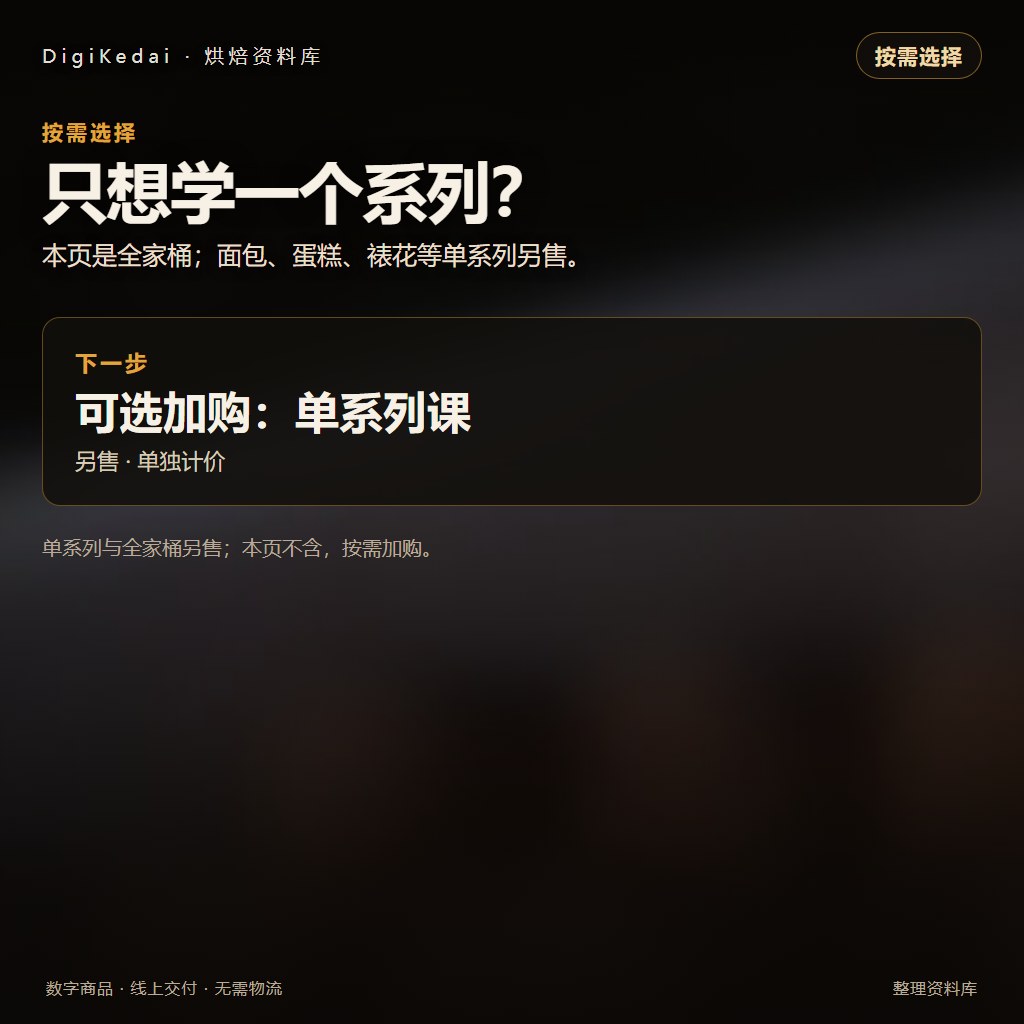 DigiKedai · 烘焙资料库
按需选择
按需选择
只想学一个系列？
本页是全家桶；面包、蛋糕、裱花等单系列另售。
下一步
可选加购：单系列课
另售 · 单独计价
单系列与全家桶另售；本页不含，按需加购。
数字商品 · 线上交付 · 无需物流
整理资料库